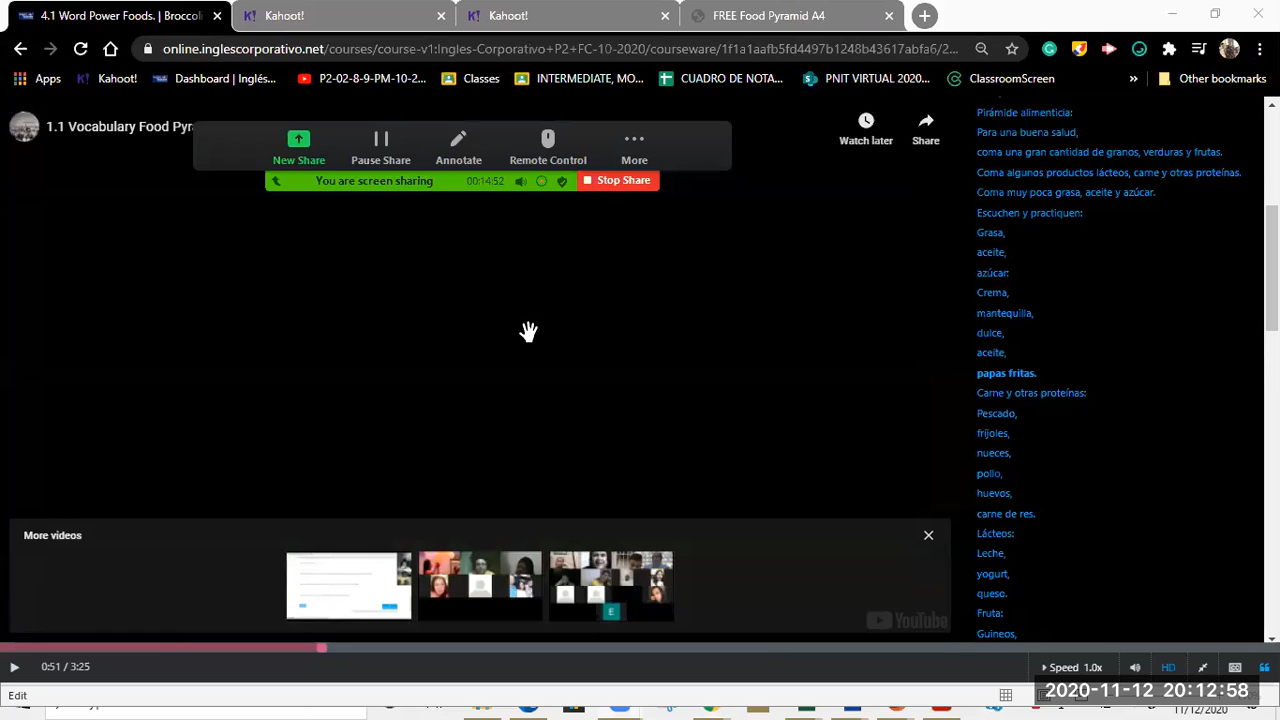 4.1 Word Power Foods. | Broccoli
Kahoot!
Kahoot!
FREE Food Pyramid A4
online.inglescorporativo.net/courses/course-v1:Ingles-Corporativo+P2+FC-10-2020/courseware/1f1a1aafb5fd4497b1248b43617abfa6/2...
Apps
Kahoot!
Dashboard | Inglés...
P2-02-8-9-PM-10-2...
Classes
INTERMEDIATE, MO...
CUADRO DE NOTA...
PNIT VIRTUAL 2020...
ClassroomScreen
»
Other bookmarks
1.1 Vocabulary Food Pyra
New Share
Pause Share
Annotate
Remote Control
More
You are screen sharing
00:14:52
Stop Share
Watch later
Share
Pirámide alimenticia:
Para una buena salud,
coma una gran cantidad de granos, verduras y frutas.
Coma algunos productos lácteos, carne y otras proteínas.
Coma muy poca grasa, aceite y azúcar.
Escuchen y practiquen:
Grasa,
aceite,
azúcar:
Crema,
mantequilla,
dulce,
aceite,
papas fritas.
Carne y otras proteínas:
Pescado,
frijoles,
nueces,
pollo,
huevos,
carne de res.
Lácteos:
Leche,
yogurt,
queso.
Fruta:
Guineos,
More videos
E
YouTube
0:51 / 3:25
Speed 1.0x
HD
Edit
2020-11-12 20:12:58
11/12/2020